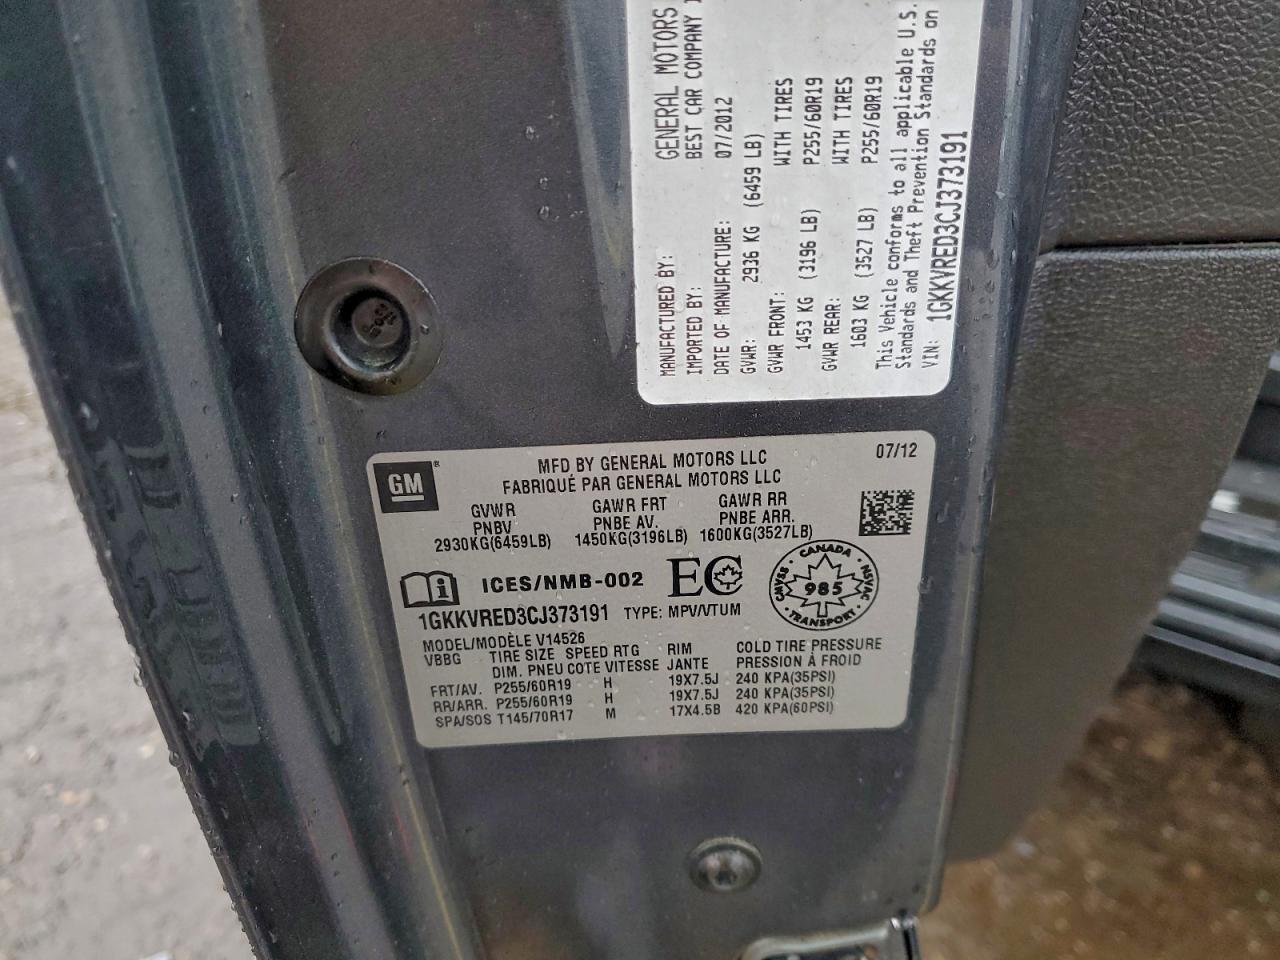 MANUFACTURED BY: GENERAL MOTORS
IMPORTED BY: BEST CAR COMPANY
DATE OF MANUFACTURE: 07/2012
GVWR: 2936 KG (6459 LB)
GVWR FRONT: WITH TIRES
1453 KG (3196 LB) P255/60R19
GVWR REAR: WITH TIRES
1603 KG (3527 LB) P255/60R19
This Vehicle conforms to all applicable U.S.
Standards and Theft Prevention Standards on
VIN: 1GKKVRED3CJ373191
GM®
MFD BY GENERAL MOTORS LLC
07/12
FABRIQUÉ PAR GENERAL MOTORS LLC
GVWR GAWR FRT GAWR RR
PNBV PNBE AV. PNBE ARR.
2930KG(6459LB) 1450KG(3196LB) 1600KG(3527LB)
i ICES/NMB-002 EC
CANADA
CMVSS 985 NSVAC
TRANSPORT
1GKKVRED3CJ373191 TYPE: MPV/VTUM
MODEL/MODÈLE V14526
VBBG TIRE SIZE SPEED RTG RIM COLD TIRE PRESSURE
DIM. PNEU COTE VITESSE JANTE PRESSION À FROID
FRT/AV. P255/60R19 H 19X7.5J 240 KPA(35PSI)
RR/ARR. P255/60R19 H 19X7.5J 240 KPA(35PSI)
SPA/SOS T145/70R17 M 17X4.5B 420 KPA(60PSI)